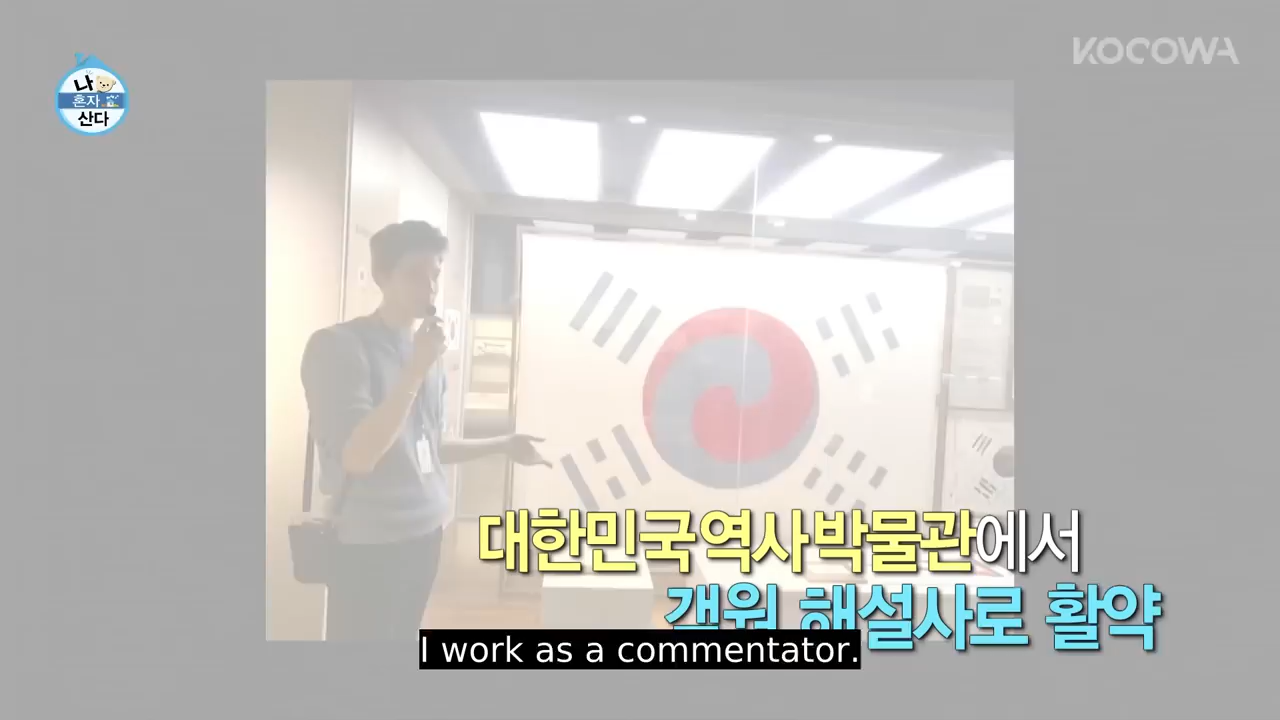 KOCOWA
나
혼자
산다
대한민국역사박물관에서
객원 해설사로 활약
I work as a commentator.